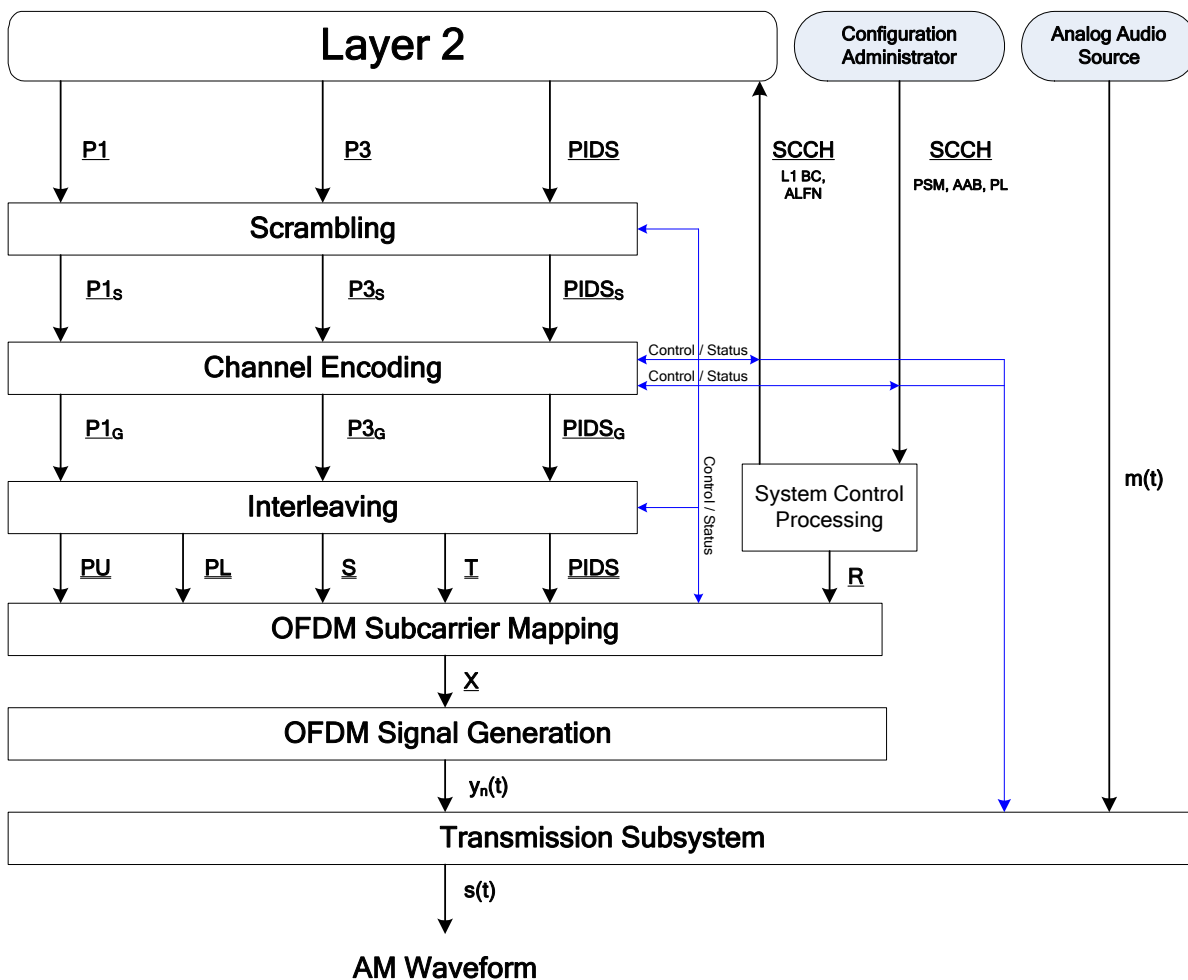 Layer 2
Configuration
Administrator
Analog Audio
Source
P1
P3
PIDS
SCCH
L1 BC,
ALFN
SCCH
PSM, AAB, PL
Scrambling
P1S
P3S
PIDSS
Channel Encoding
Control / Status
Control / Status
P1G
P3G
PIDSG
Control / Status
System Control
Processing
m(t)
Interleaving
PU
PL
S
T
PIDS
R
OFDM Subcarrier Mapping
X
OFDM Signal Generation
yn(t)
Transmission Subsystem
s(t)
AM Waveform